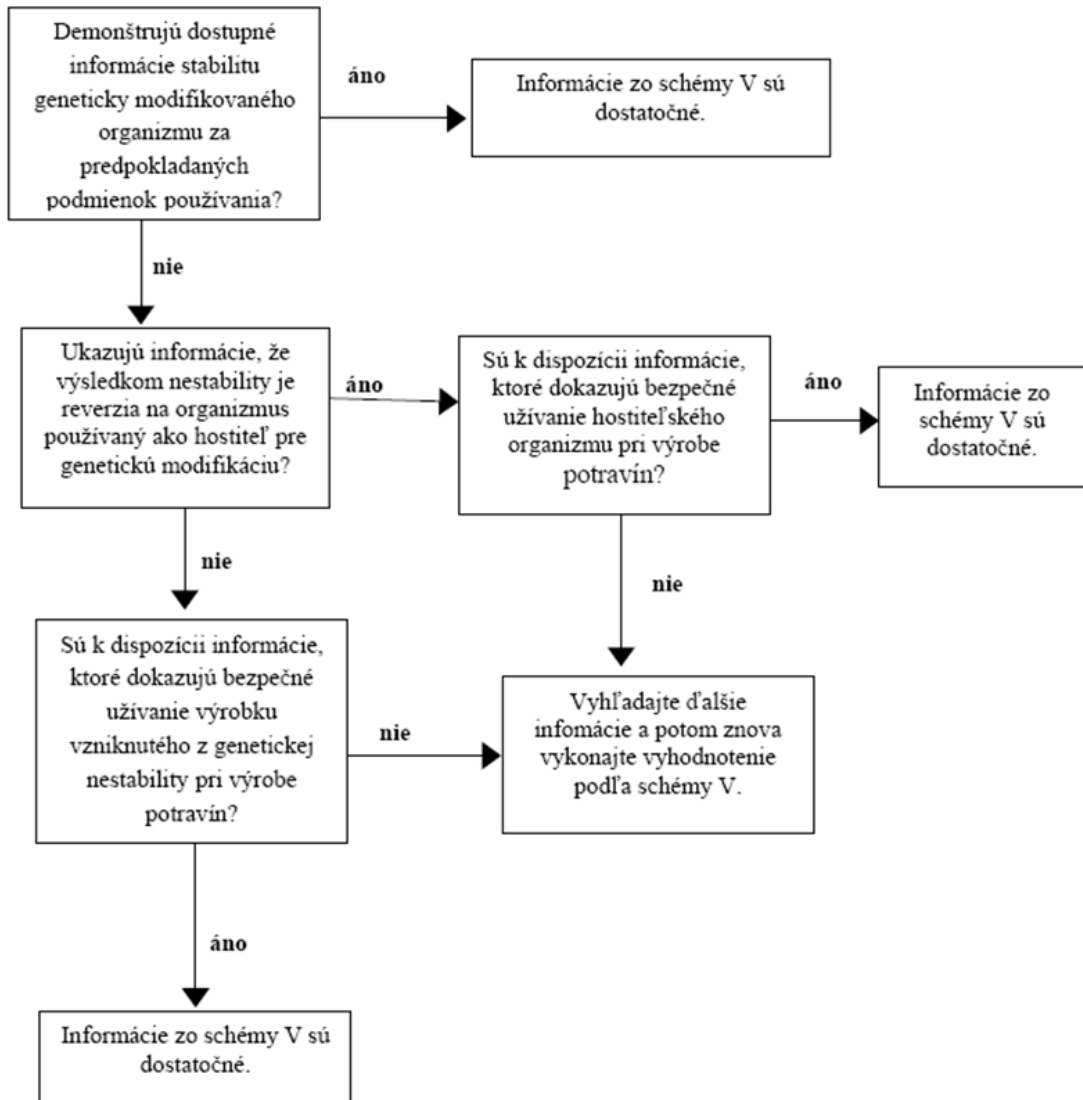 Demonštrujú dostupné
informácie stabilitu
geneticky modifikovaného
organizmu za
predpokladaných
podmienok používania?
áno
Informácie zo schémy V sú
dostatočné.
nie
Ukazujú informácie, že
výsledkom nestability je
reverzia na organizmus
používaný ako hostiteľ pre
genetickú modifikáciu?
áno
Sú k dispozícii informácie,
ktoré dokazujú bezpečné
užívanie hostiteľského
organizmu pri výrobe
potravín?
áno
Informácie zo
schémy V sú
dostatočné.
nie
nie
Sú k dispozícii informácie,
ktoré dokazujú bezpečné
užívanie výrobku
vzniknutého z genetickej
nestability pri výrobe
potravín?
nie
Vyhľadajte ďalšie
infomácie a potom znova
vykonajte vyhodnotenie
podľa schémy V.
áno
Informácie zo schémy V sú
dostatočné.